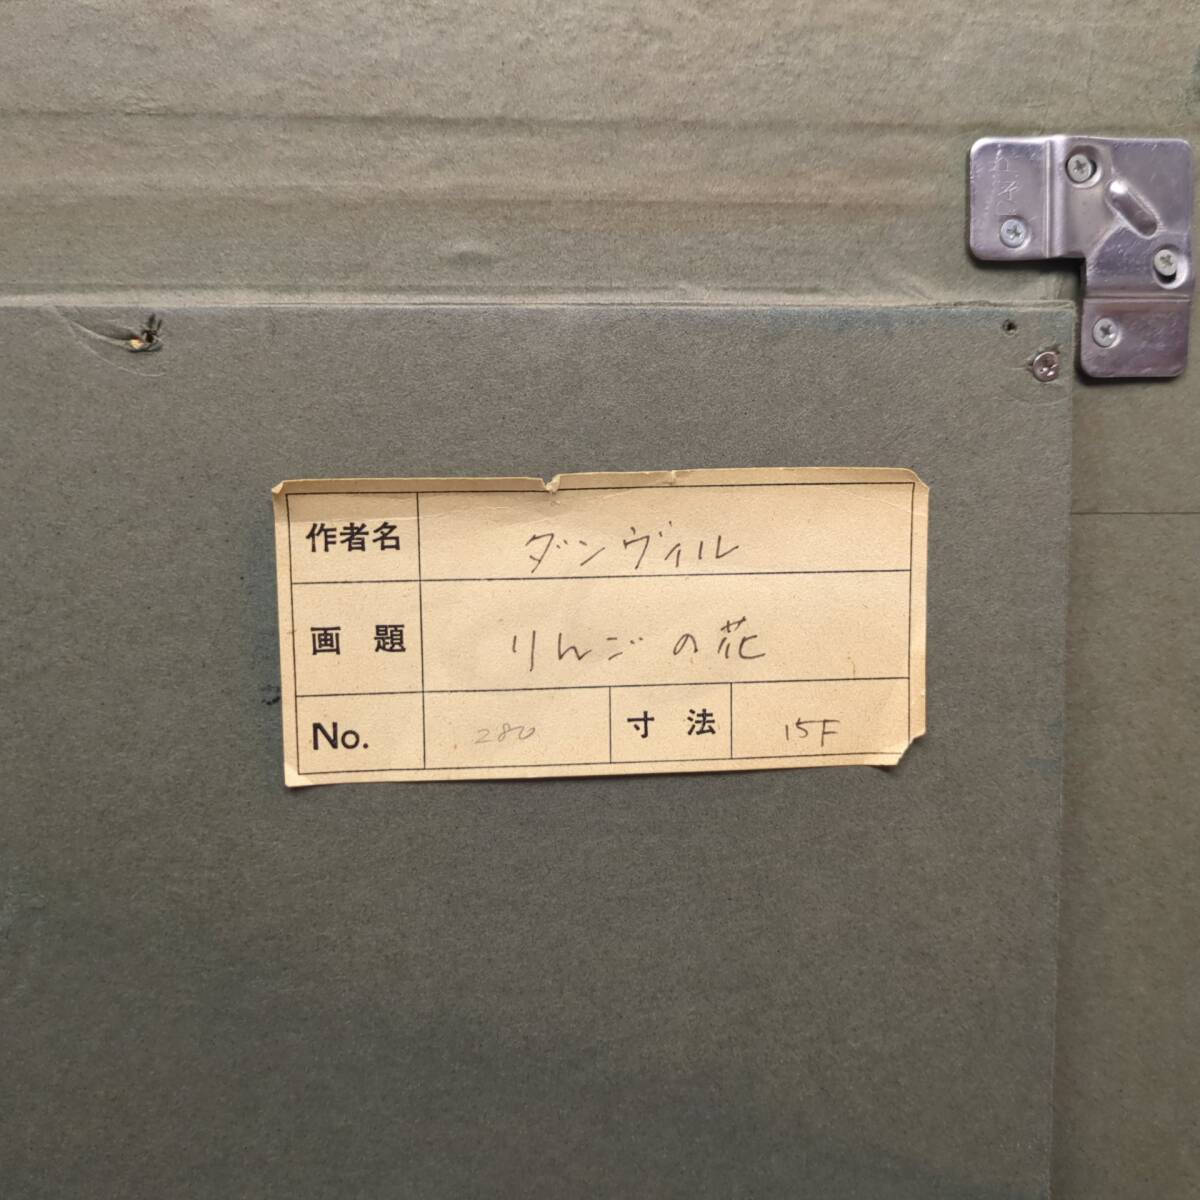 作者名 ダンヴィル
画題 りんごの花
No. 280 寸法 15F